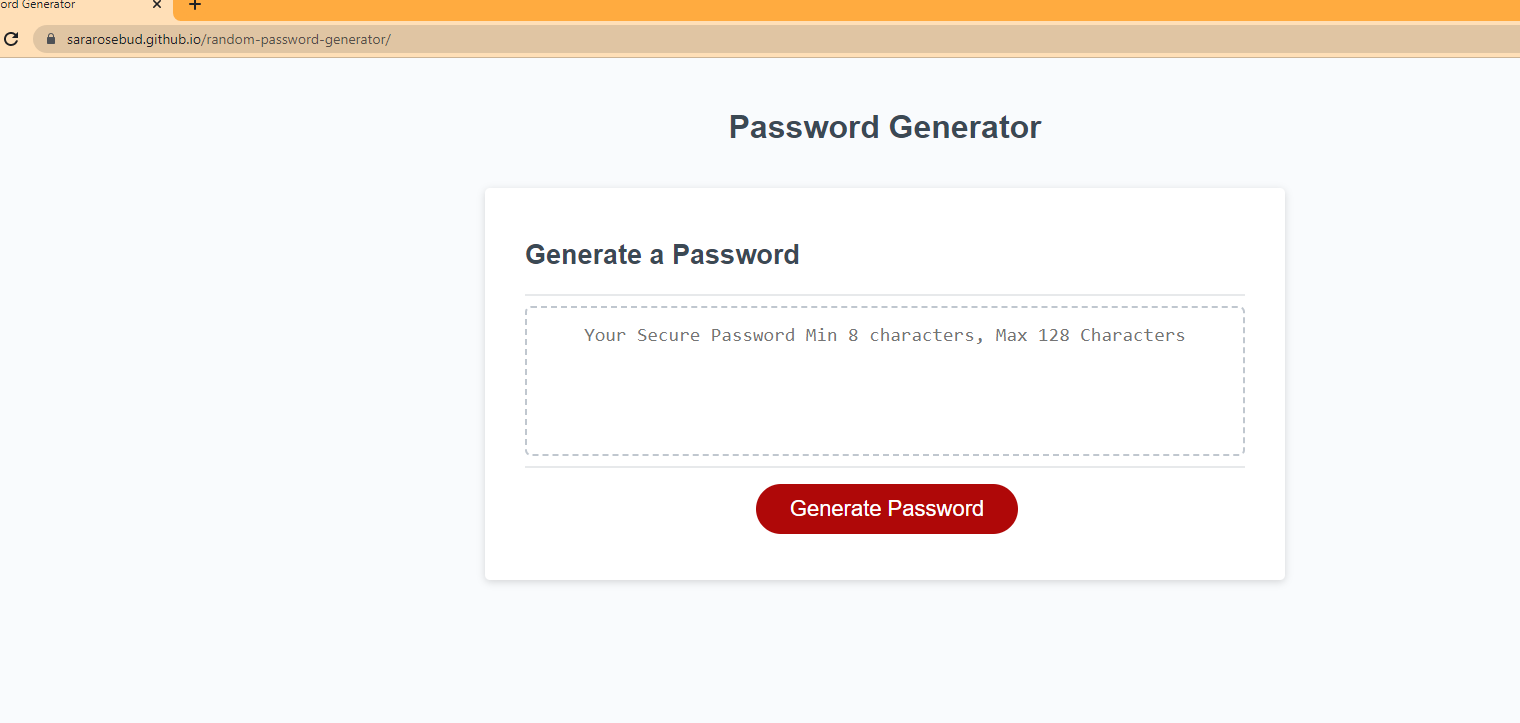 ord Generator
sararosebud.github.io/random-password-generator/
Password Generator
Generate a Password
Your Secure Password Min 8 characters, Max 128 Characters
Generate Password